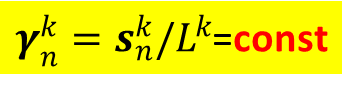 γₙᵏ = sₙᵏ/Lᵏ=const